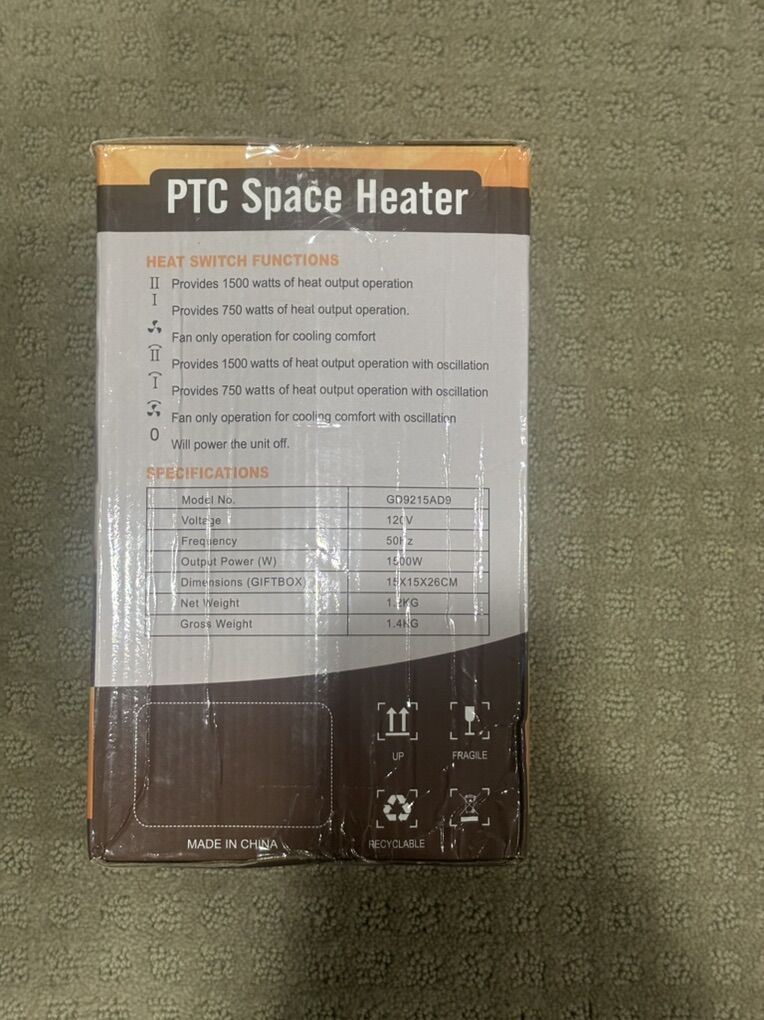 PTC Space Heater
HEAT SWITCH FUNCTIONS
II Provides 1500 watts of heat output operation
I Provides 750 watts of heat output operation.
Fan only operation for cooling comfort
II Provides 1500 watts of heat output operation with oscillation
I Provides 750 watts of heat output operation with oscillation
Fan only operation for cooling comfort with oscillation
0 Will power the unit off.
SPECIFICATIONS
Model No. GD9215AD9
Voltage 120V
Frequency 50Hz
Output Power (W) 1500W
Dimensions (GIFTBOX) 15X15X26CM
Net Weight 1.2KG
Gross Weight 1.4KG
UP FRAGILE
MADE IN CHINA RECYCLABLE